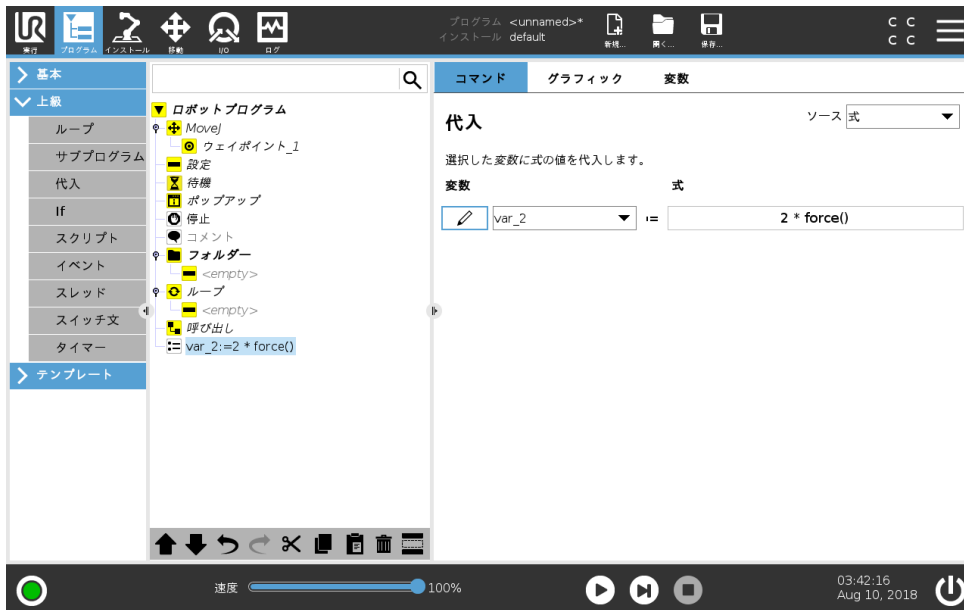 UR
実行
プログラム
インストール
移動
I/O
ログ
プログラム <unnamed>*
インストール default
新規...
開く...
保存...
C C
C C
基本
上級
ループ
サブプログラム
代入
If
スクリプト
イベント
スレッド
スイッチ文
タイマー
テンプレート
ロボットプログラム
MoveJ
ウェイポイント_1
設定
待機
ポップアップ
停止
コメント
フォルダー
<empty>
ループ
<empty>
呼び出し
var_2:=2 * force()
コマンド グラフィック 変数
代入
ソース 式
選択した変数に式の値を代入します。
変数 式
var_2 := 2 * force()
速度 100%
03:42:16
Aug 10, 2018